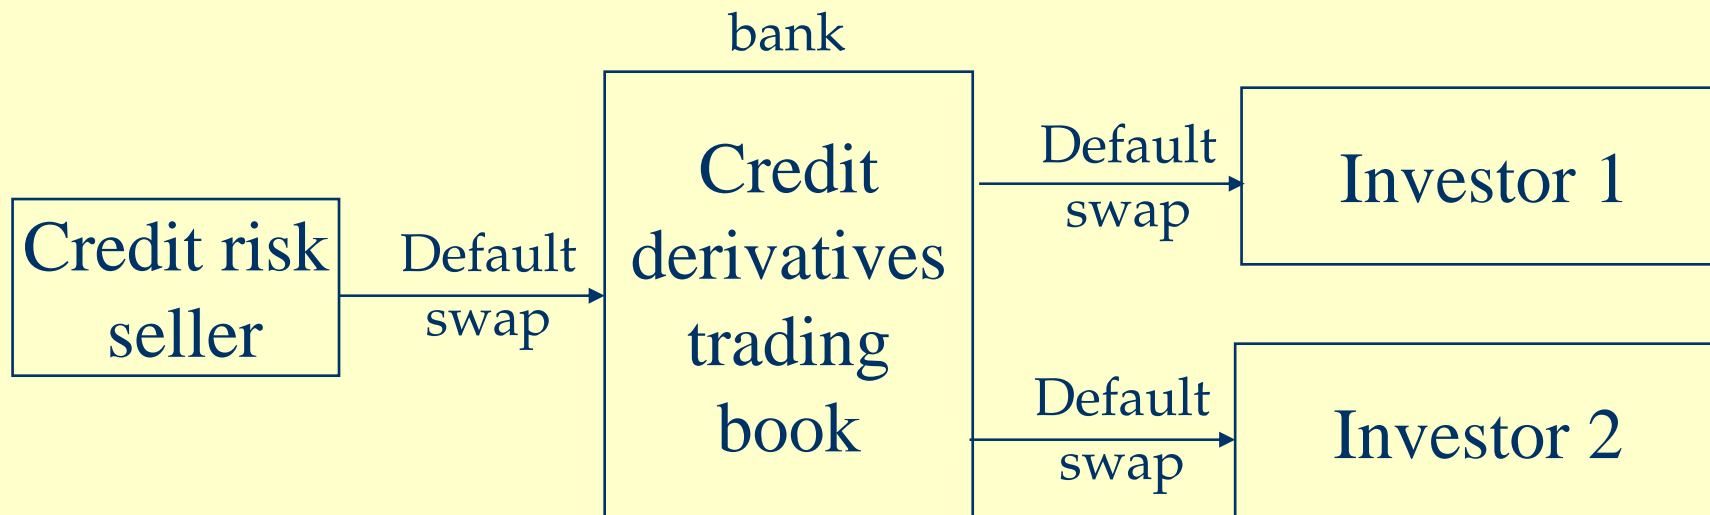 bank
Credit risk
seller
Default
swap
Credit
derivatives
trading
book
Default
swap
Investor 1
Default
swap
Investor 2